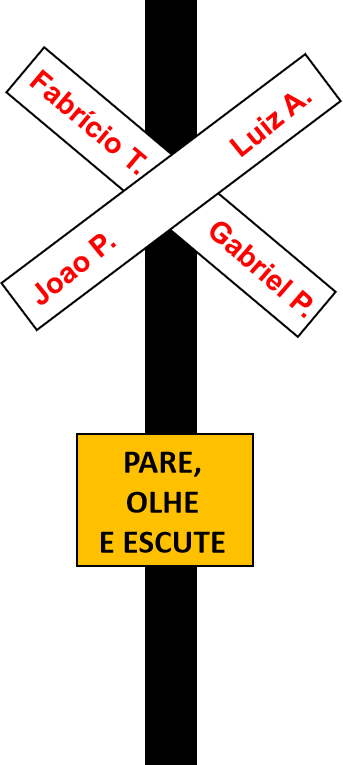 Fabrício T.
Luiz A.
Joao P.
Gabriel P.
PARE,
OLHE
E ESCUTE